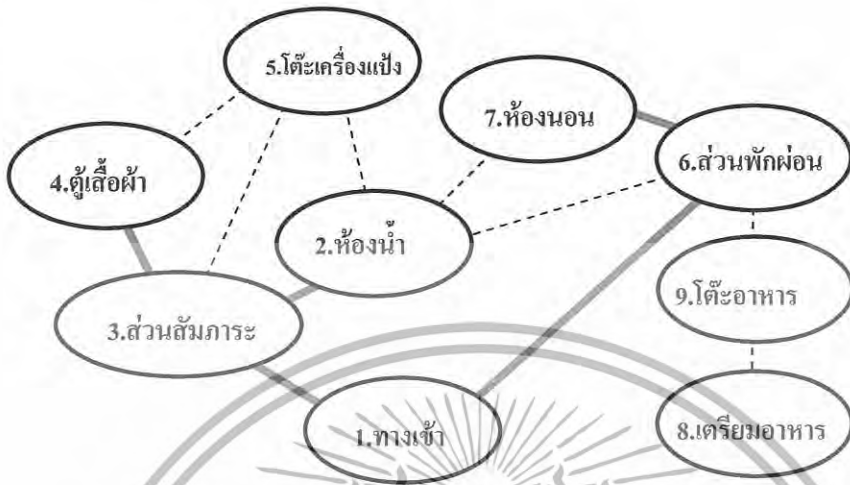 5.โต๊ะเครื่องแป้ง
7.ห้องนอน
4.ตู้เสื้อผ้า
6.ส่วนพักผ่อน
2.ห้องน้ำ
9.โต๊ะอาหาร
3.ส่วนสัมภาระ
1.ทางเข้า
8.เตรียมอาหาร